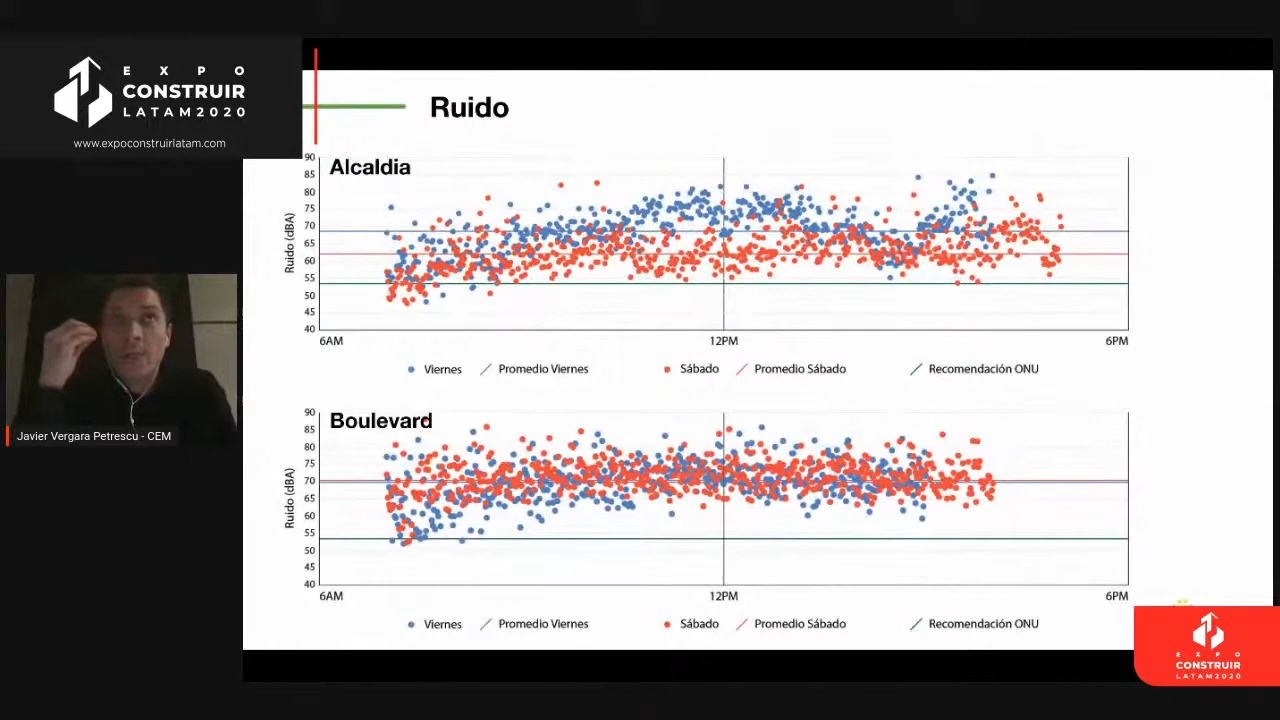 EXPO
CONSTRUIR
LATAM2020
www.expoconstruirlatam.com
Ruido
Alcaldia
90
85
80
75
70
65
60
55
50
45
40
Ruido (dBA)
6AM
12PM
6PM
Viernes
Promedio Viernes
Sábado
Promedio Sábado
Recomendación ONU
Javier Vergara Petrescu - CEM
Boulevard
90
85
80
75
70
65
60
55
50
45
40
Ruido (dBA)
6AM
12PM
6PM
Viernes
Promedio Viernes
Sábado
Promedio Sábado
Recomendación ONU
EXPO
CONSTRUIR
LATAM2020